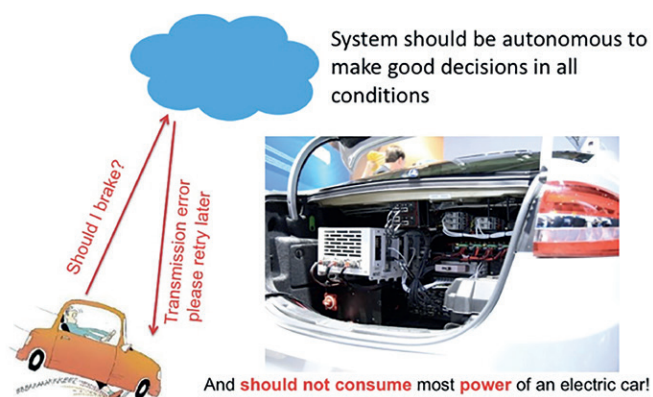 System should be autonomous to
make good decisions in all
conditions
Should I brake?
Transmission error
please retry later
And should not consume most power of an electric car!